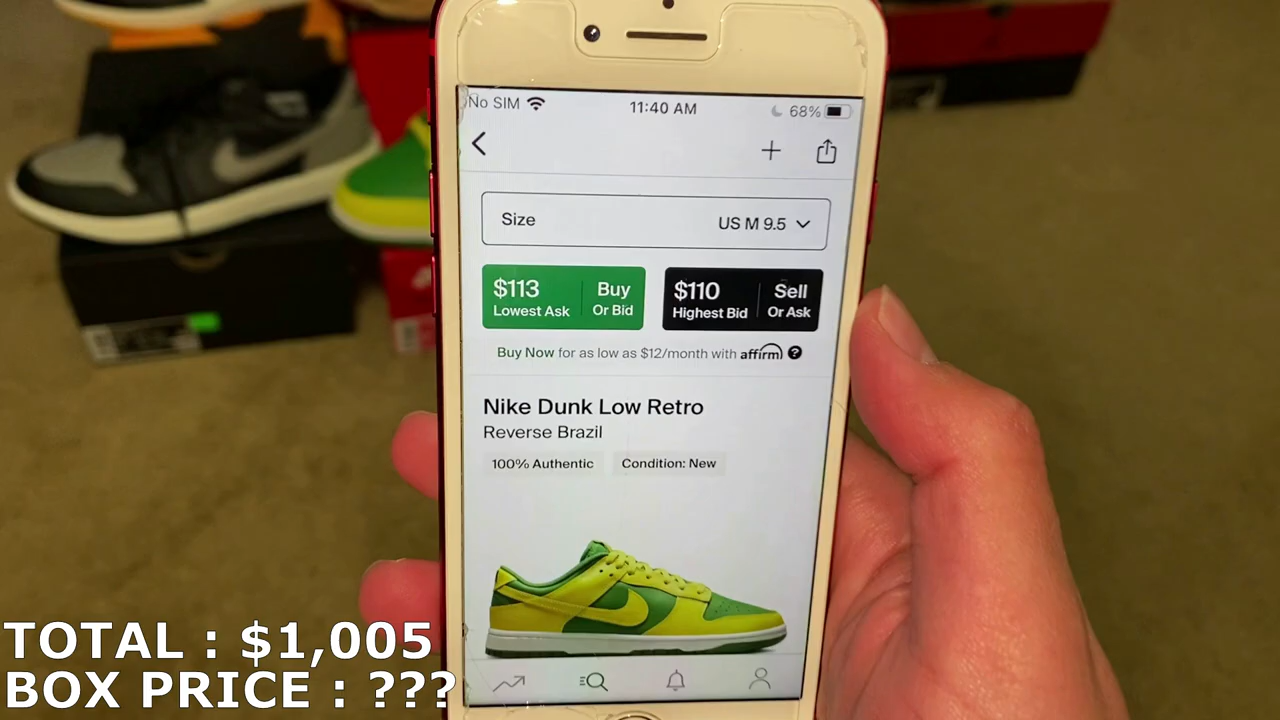 No SIM 11:40 AM 68%
Size US M 9.5
$113 Buy $110 Sell
Lowest Ask Or Bid Highest Bid Or Ask
Buy Now for as low as $12/month with affirm ?
Nike Dunk Low Retro
Reverse Brazil
100% Authentic Condition: New
TOTAL : $1,005
BOX PRICE : ???